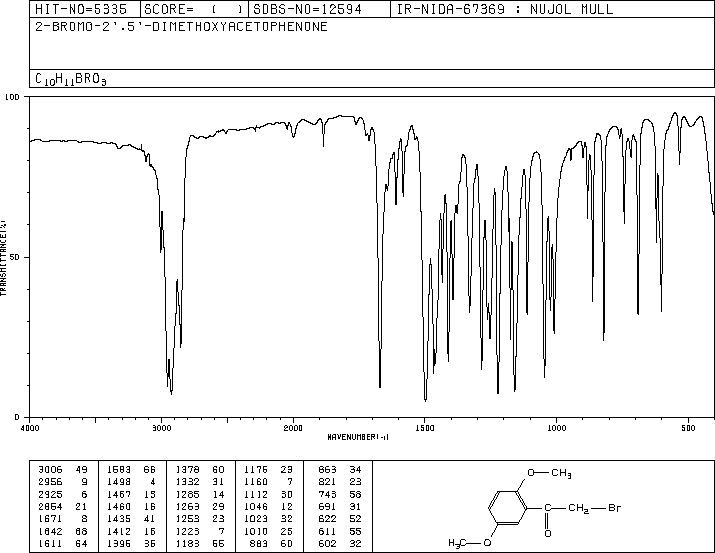 HIT-NO=5335 SCORE= ( ) SDBS-NO=12594 IR-NIDA-67369 : NUJOL MULL
2-BROMO-2',5'-DIMETHOXYACETOPHENONE
C10H11BRO3
100
50
0
TRANSMITTANCE(%)
4000 3000 2000 1500 1000 500
WAVENUMBER(-1)
3006 49 1583 66 1378 60 1176 23 863 34
2956 9 1498 4 1332 31 1160 7 821 23
2925 6 1467 15 1285 14 1112 30 743 58
2854 21 1460 16 1263 29 1046 12 691 31
1671 8 1435 41 1253 23 1023 32 622 52
1642 68 1412 16 1223 7 1010 25 611 55
1611 64 1395 35 1183 55 883 60 602 32
O CH3
C CH2 Br
O
H3C O